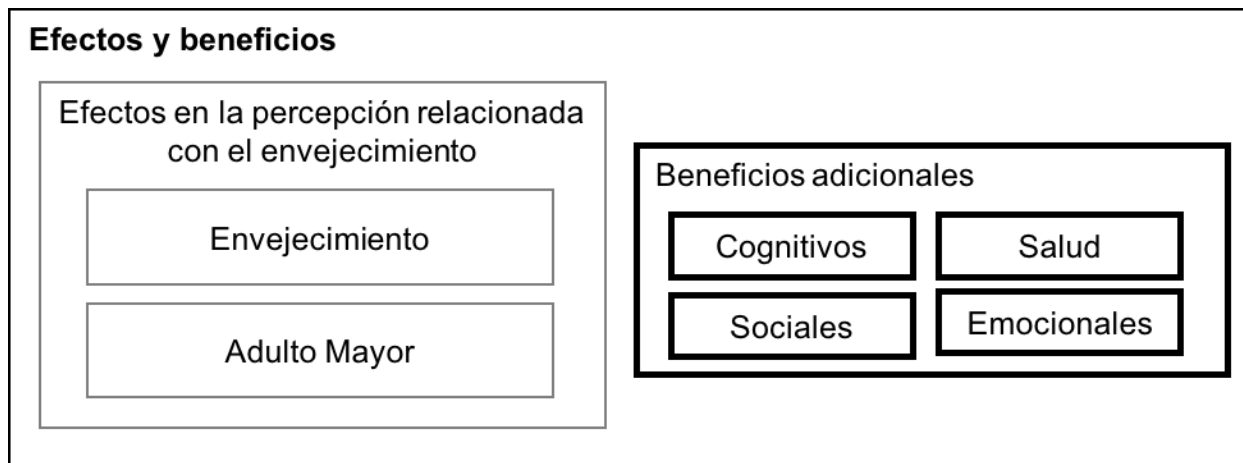 Efectos y beneficios
Efectos en la percepción relacionada
con el envejecimiento
Envejecimiento
Adulto Mayor
Beneficios adicionales
Cognitivos
Salud
Sociales
Emocionales